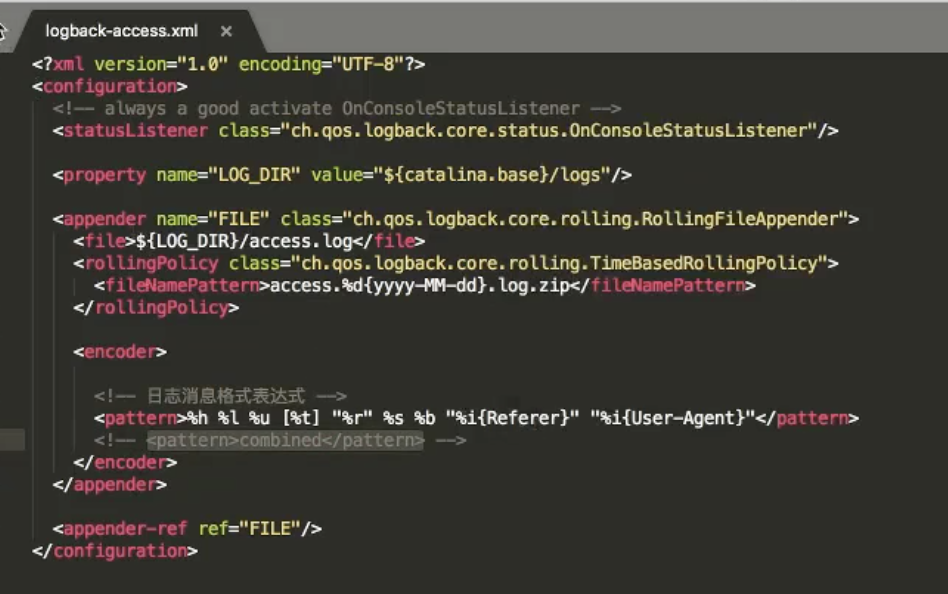 logback-access.xml ×
<?xml version="1.0" encoding="UTF-8"?>
<configuration>
<!-- always a good activate OnConsoleStatusListener -->
<statusListener class="ch.qos.logback.core.status.OnConsoleStatusListener"/>
<property name="LOG_DIR" value="${catalina.base}/logs"/>
<appender name="FILE" class="ch.qos.logback.core.rolling.RollingFileAppender">
<file>${LOG_DIR}/access.log</file>
<rollingPolicy class="ch.qos.logback.core.rolling.TimeBasedRollingPolicy">
<fileNamePattern>access.%d{yyyy-MM-dd}.log.zip</fileNamePattern>
</rollingPolicy>
<encoder>
<!-- 日志消息格式表达式 -->
<pattern>%h %l %u [%t] "%r" %s %b "%i{Referer}" "%i{User-Agent}"</pattern>
<!-- <pattern>combined</pattern> -->
</encoder>
</appender>
<appender-ref ref="FILE"/>
</configuration>